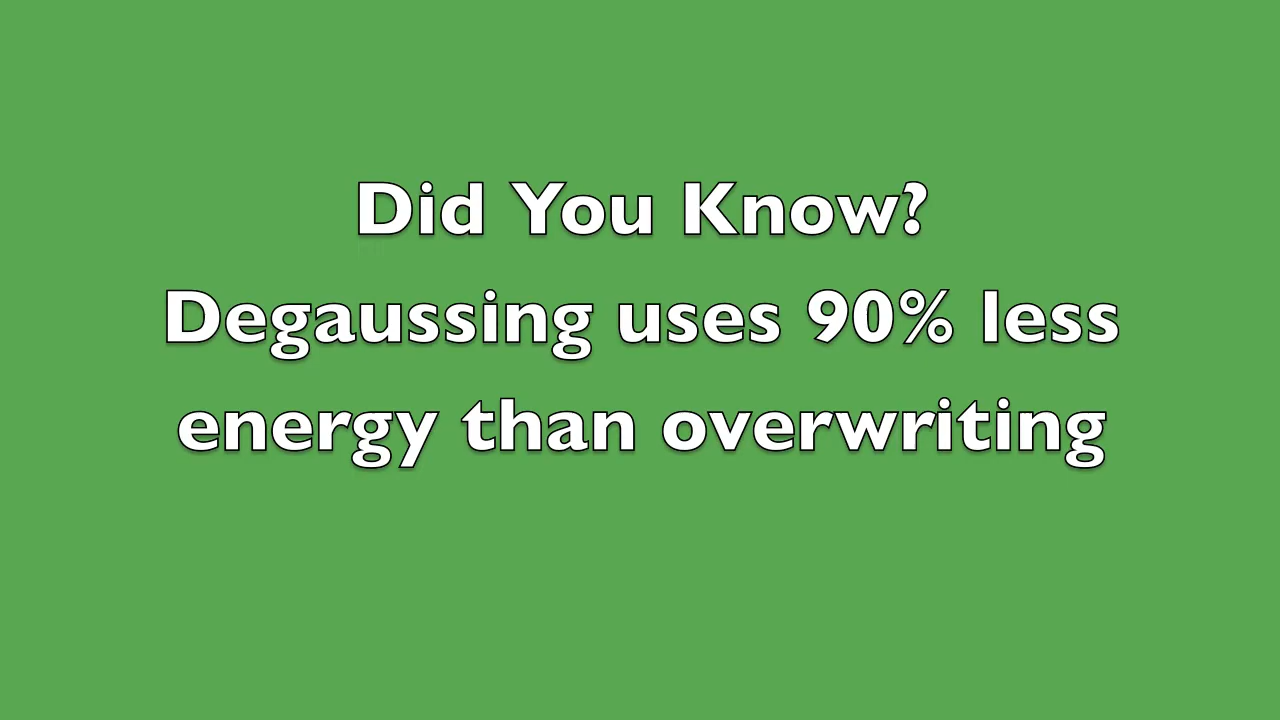 Did You Know?
Degaussing uses 90% less
energy than overwriting